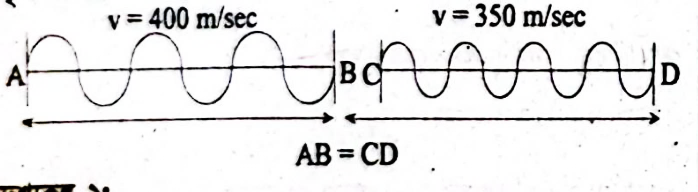 v = 400 m/sec
v = 350 m/sec
A
B
C
D
AB = CD